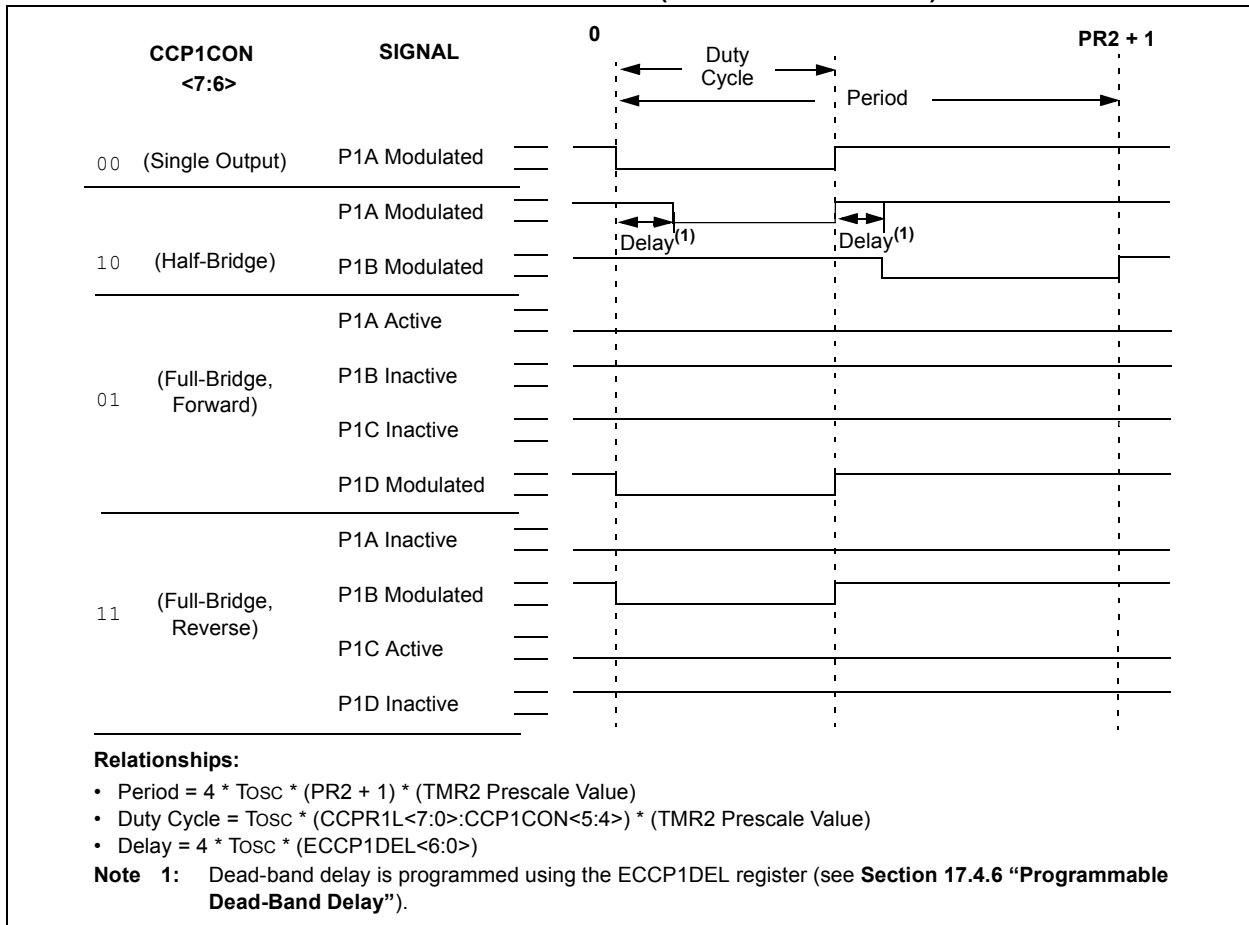 0
PR2 + 1
CCP1CON
<7:6>
SIGNAL
Duty
Cycle
Period
00 (Single Output) P1A Modulated
P1A Modulated
Delay(1) Delay(1)
10 (Half-Bridge) P1B Modulated
P1A Active
P1B Inactive
01 (Full-Bridge,
Forward)
P1C Inactive
P1D Modulated
P1A Inactive
P1B Modulated
11 (Full-Bridge,
Reverse)
P1C Active
P1D Inactive
Relationships:
• Period = 4 * TOSC * (PR2 + 1) * (TMR2 Prescale Value)
• Duty Cycle = TOSC * (CCPR1L<7:0>:CCP1CON<5:4>) * (TMR2 Prescale Value)
• Delay = 4 * TOSC * (ECCP1DEL<6:0>)
Note 1: Dead-band delay is programmed using the ECCP1DEL register (see Section 17.4.6 “Programmable
Dead-Band Delay”).